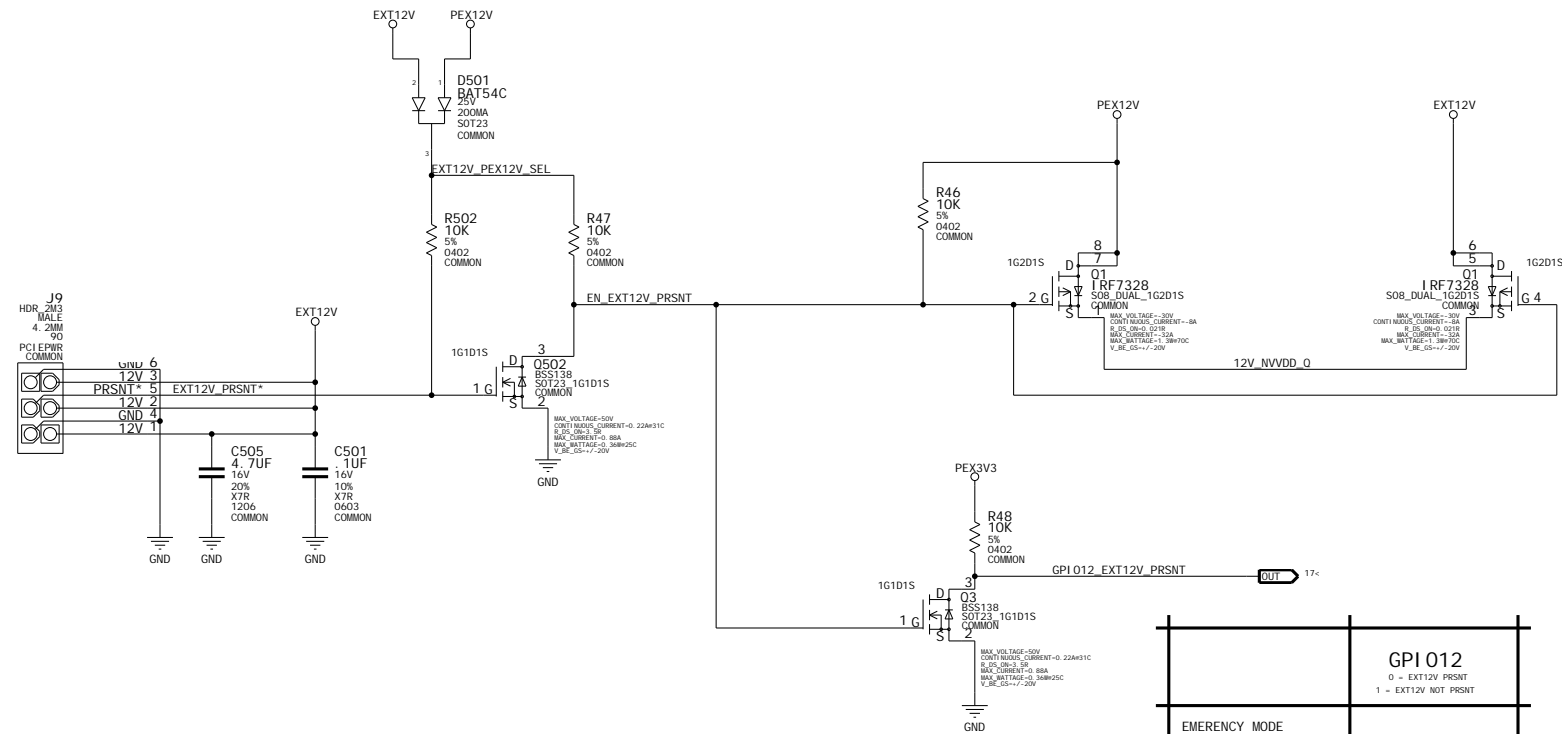 EXT12V PEX12V
2 1
D501
BAT54C
25V
200MA
SOT23
COMMON
3
EXT12V_PEX12V_SEL
R502
10K
5%
0402
COMMON
R47
10K
5%
0402
COMMON
PEX12V
EXT12V
R46
10K
5%
0402
COMMON
EN_EXT12V_PRSNT
8
7
1G2D1S
D
Q1
IRF7328
SO8_DUAL_1G2D1S
COMMON
2 G
S
1
MAX_VOLTAGE=-30V
CONTINUOUS_CURRENT=-8A
R_DS_ON=0.021R
MAX_CURRENT=-32A
MAX_WATTAGE=1.3W@70C
V_BE_GS=+/-20V
6
5
1G2D1S
D
Q1
IRF7328
SO8_DUAL_1G2D1S
COMMON
G 4
3
S
MAX_VOLTAGE=-30V
CONTINUOUS_CURRENT=-8A
R_DS_ON=0.021R
MAX_CURRENT=-32A
MAX_WATTAGE=1.3W@70C
V_BE_GS=+/-20V
12V_NVVDD_Q
J9
HDR_2M3
MALE
4.2MM
90
PCIEPWR
COMMON
GND 6
12V 3
PRSNT* 5 EXT12V_PRSNT*
12V 2
GND 4
12V 1
EXT12V
1G1D1S
3
D
Q502
BSS138
SOT23_1G1D1S
COMMON
1 G
S
2
MAX_VOLTAGE=50V
CONTINUOUS_CURRENT=0.22A@31C
R_DS_ON=3.5R
MAX_CURRENT=0.88A
MAX_WATTAGE=0.36W@25C
V_BE_GS=+/-20V
GND
C505
4.7UF
16V
20%
X7R
1206
COMMON
C501
.1UF
16V
10%
X7R
0603
COMMON
GND GND GND
PEX3V3
R48
10K
5%
0402
COMMON
GPIO12_EXT12V_PRSNT
OUT 17<
1G1D1S
3
D
Q3
BSS138
SOT23_1G1D1S
COMMON
1 G
S
2
MAX_VOLTAGE=50V
CONTINUOUS_CURRENT=0.22A@31C
R_DS_ON=3.5R
MAX_CURRENT=0.88A
MAX_WATTAGE=0.36W@25C
V_BE_GS=+/-20V
GND
GPIO12
0 - EXT12V PRSNT
1 - EXT12V NOT PRSNT
EMERENCY MODE